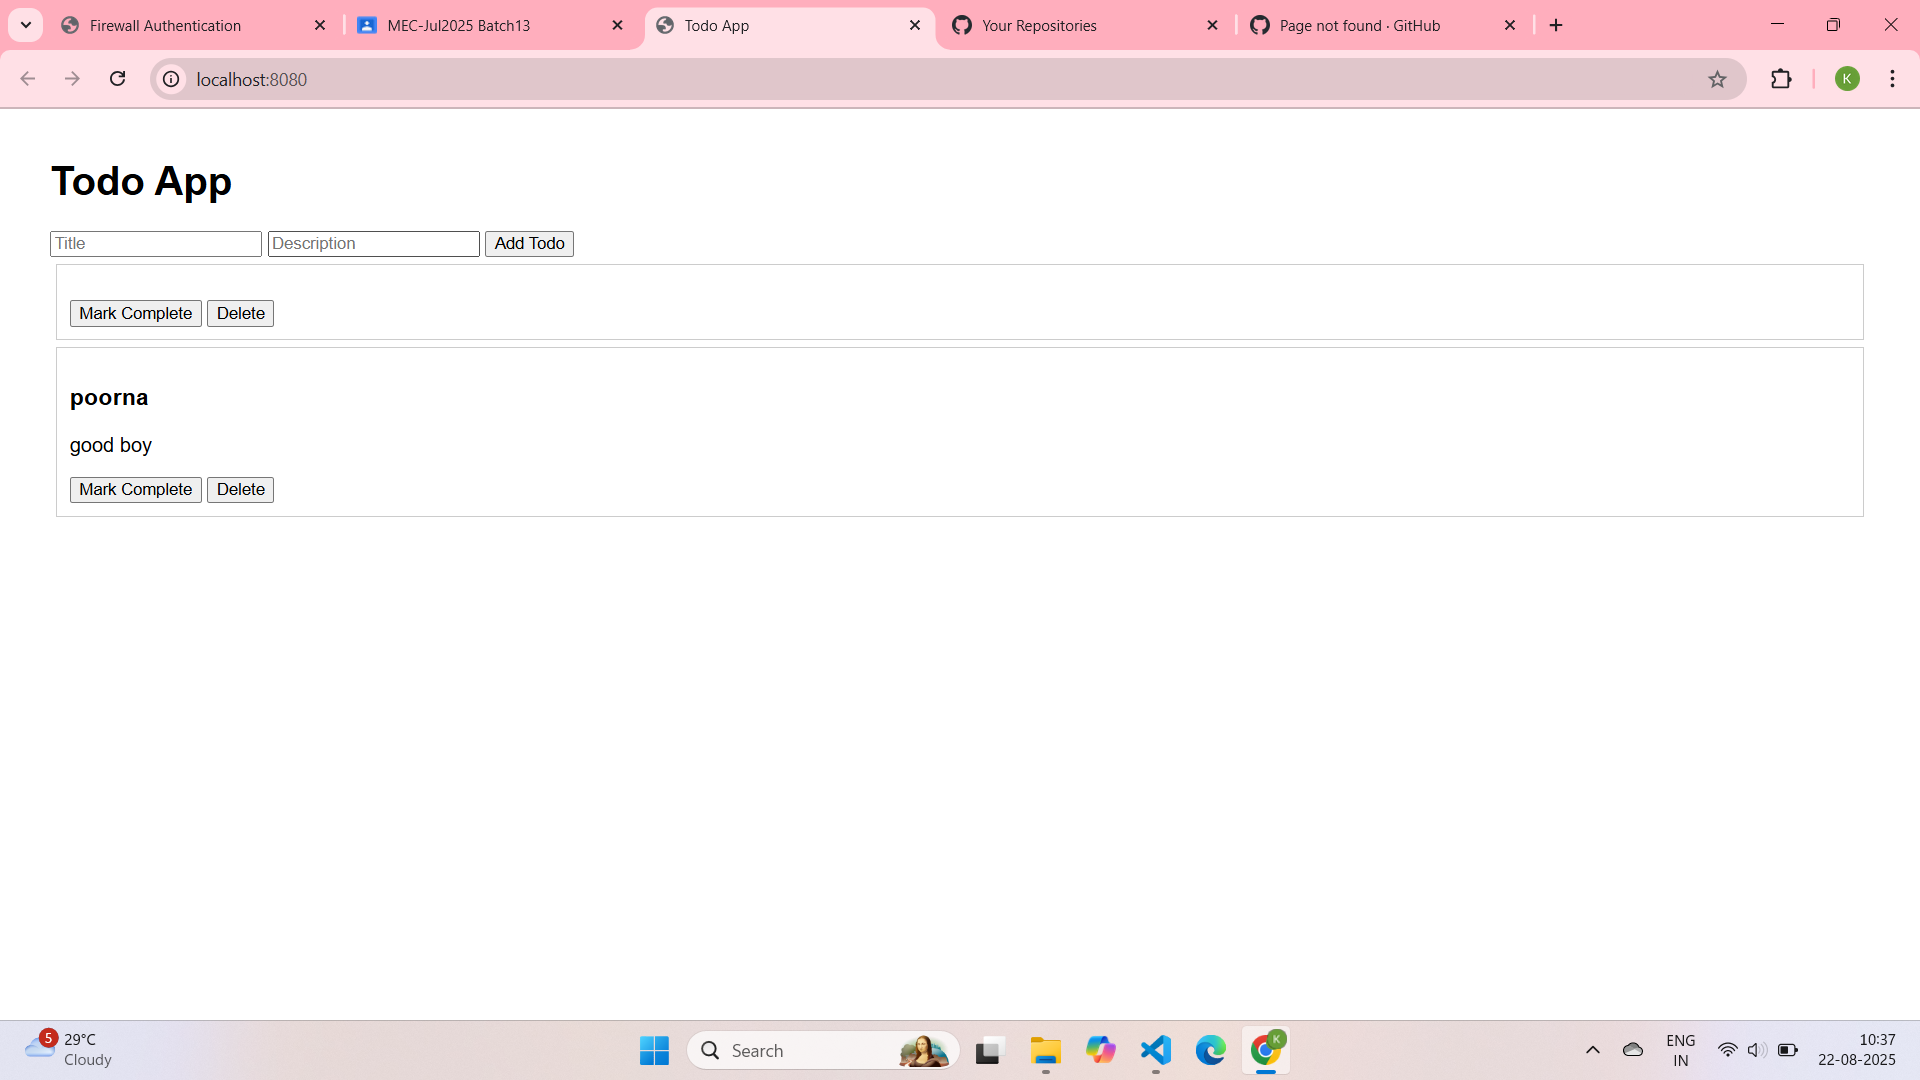 Firewall Authentication
MEC-Jul2025 Batch13
Todo App
Your Repositories
Page not found · GitHub
localhost:8080
K
Todo App
Title Description Add Todo
Mark Complete Delete
poorna
good boy
Mark Complete Delete
5
29°C
Cloudy
Search
K
ENG
IN
10:37
22-08-2025